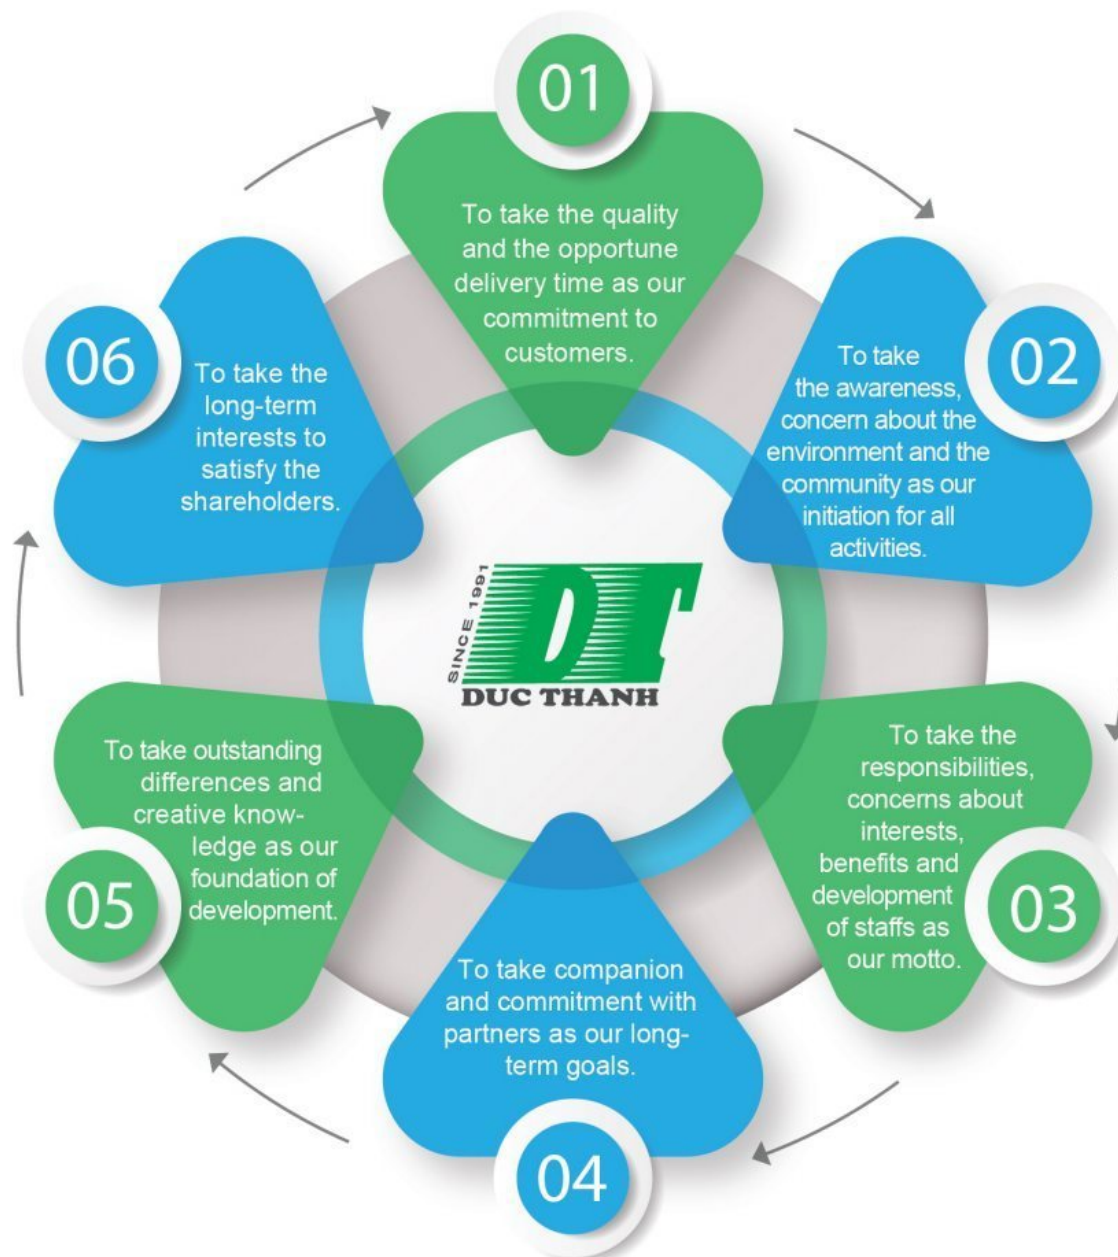 01
To take the quality
and the opportune
delivery time as our
commitment to
customers.
02
To take
the awareness,
concern about the
environment and the
community as our
initiation for all
activities.
03
To take the
responsibilities,
concerns about
interests,
benefits and
development
of staffs as
our motto.
04
To take companion
and commitment with
partners as our long-
term goals.
05
To take outstanding
differences and
creative know-
ledge as our
foundation of
development.
06
To take the
long-term
interests to
satisfy the
shareholders.
SINCE 1991
DT
DUC THANH